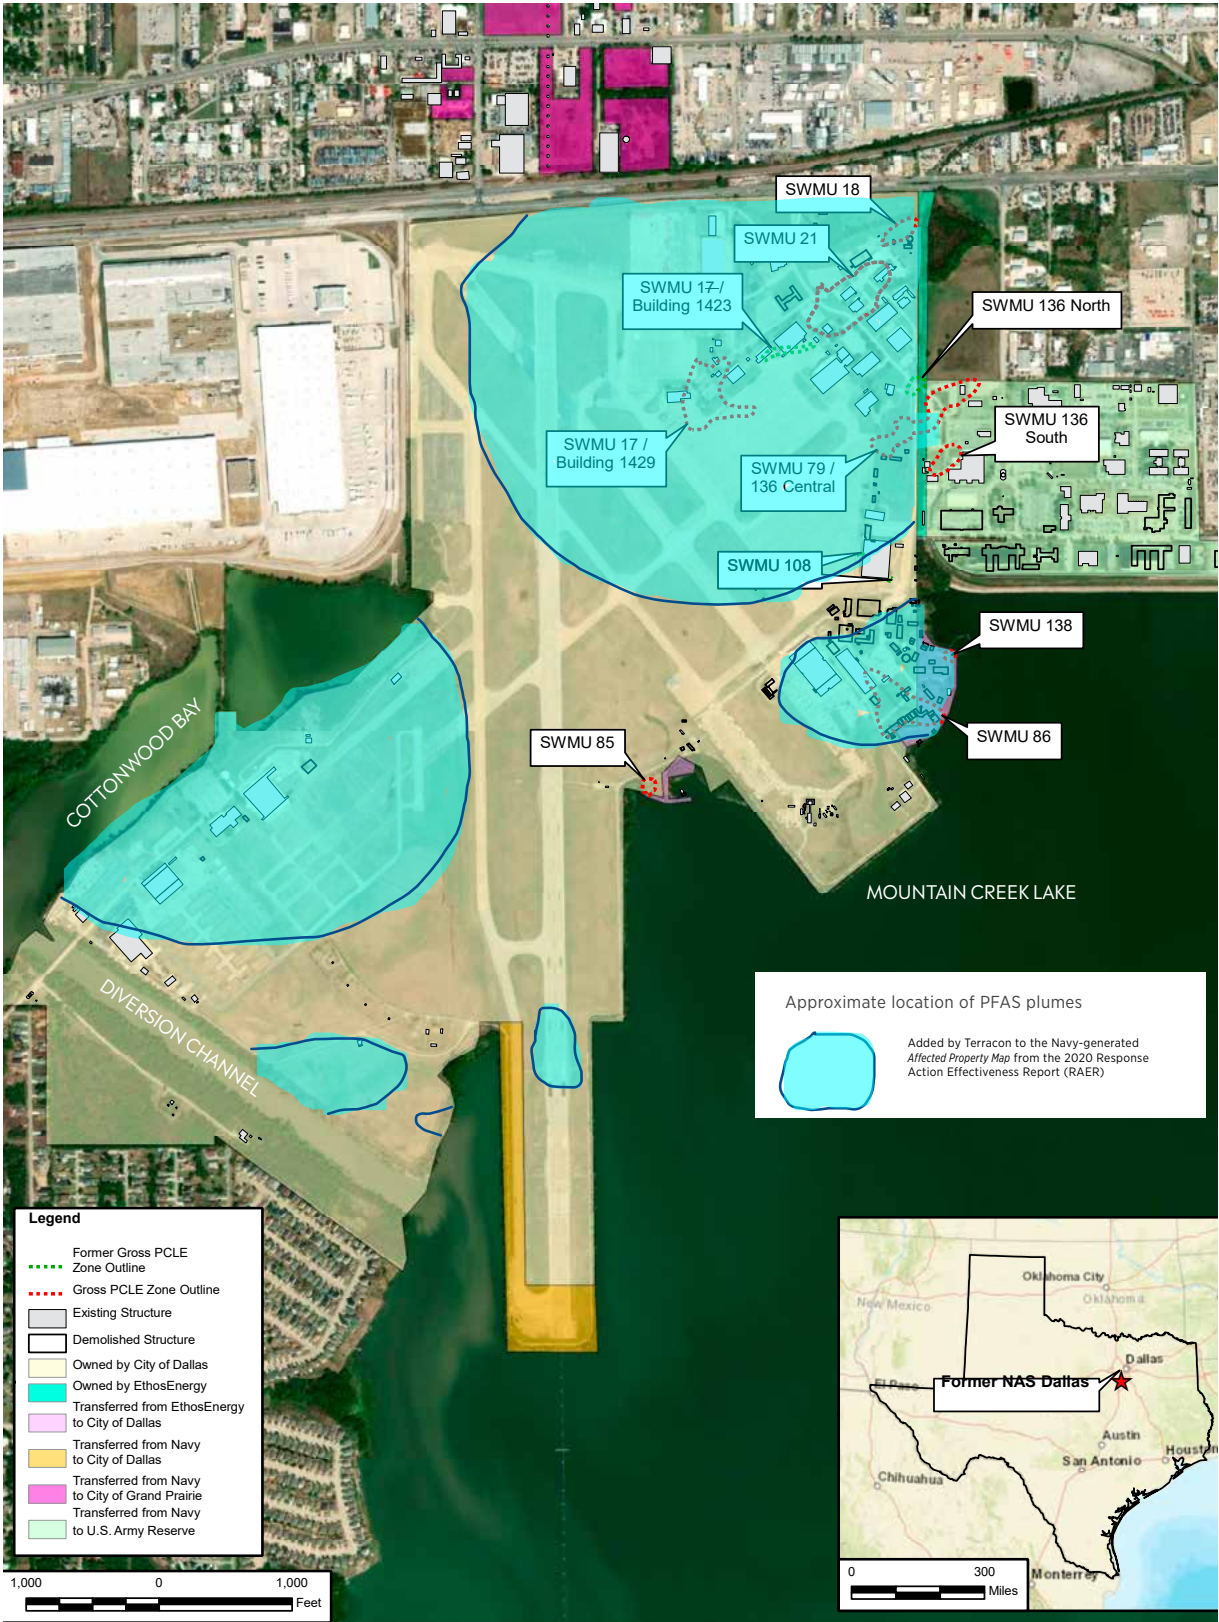 SWMU 18
SWMU 21
SWMU 17 /
Building 1423
SWMU 136 North
SWMU 136
South
SWMU 17 /
Building 1429
SWMU 79 /
136 Central
SWMU 108
SWMU 138
SWMU 86
SWMU 85
COTTONWOOD BAY
MOUNTAIN CREEK LAKE
DIVERSION CHANNEL
Approximate location of PFAS plumes
Added by Terracon to the Navy-generated
Affected Property Map from the 2020 Response
Action Effectiveness Report (RAER)
Legend
Former Gross PCLE
Zone Outline
Gross PCLE Zone Outline
Existing Structure
Demolished Structure
Owned by City of Dallas
Owned by EthosEnergy
Transferred from EthosEnergy
to City of Dallas
Transferred from Navy
to City of Dallas
Transferred from Navy
to City of Grand Prairie
Transferred from Navy
to U.S. Army Reserve
1,000 0 1,000
Feet
Oklahoma City
Oklahoma
New Mexico
Dallas
El Paso
Former NAS Dallas
Austin
San Antonio
Houston
Chihuahua
Monterrey
0 300
Miles